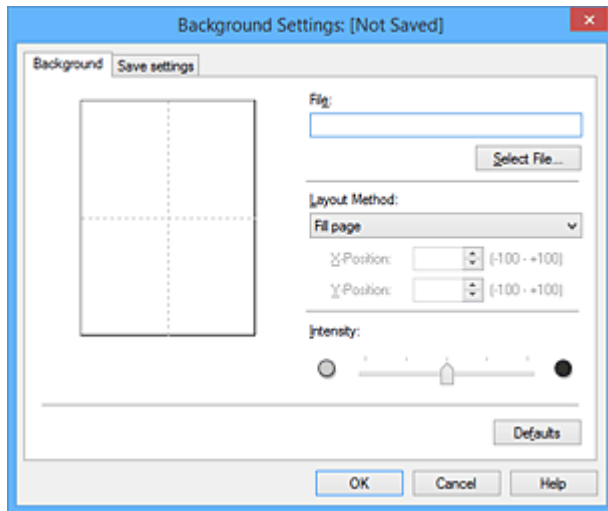 Background Settings: [Not Saved]
Background Save settings
File:
Select File...
Layout Method:
Fill page
X-Position: (-100 - +100)
Y-Position: (-100 - +100)
Intensity:
Defaults
OK Cancel Help